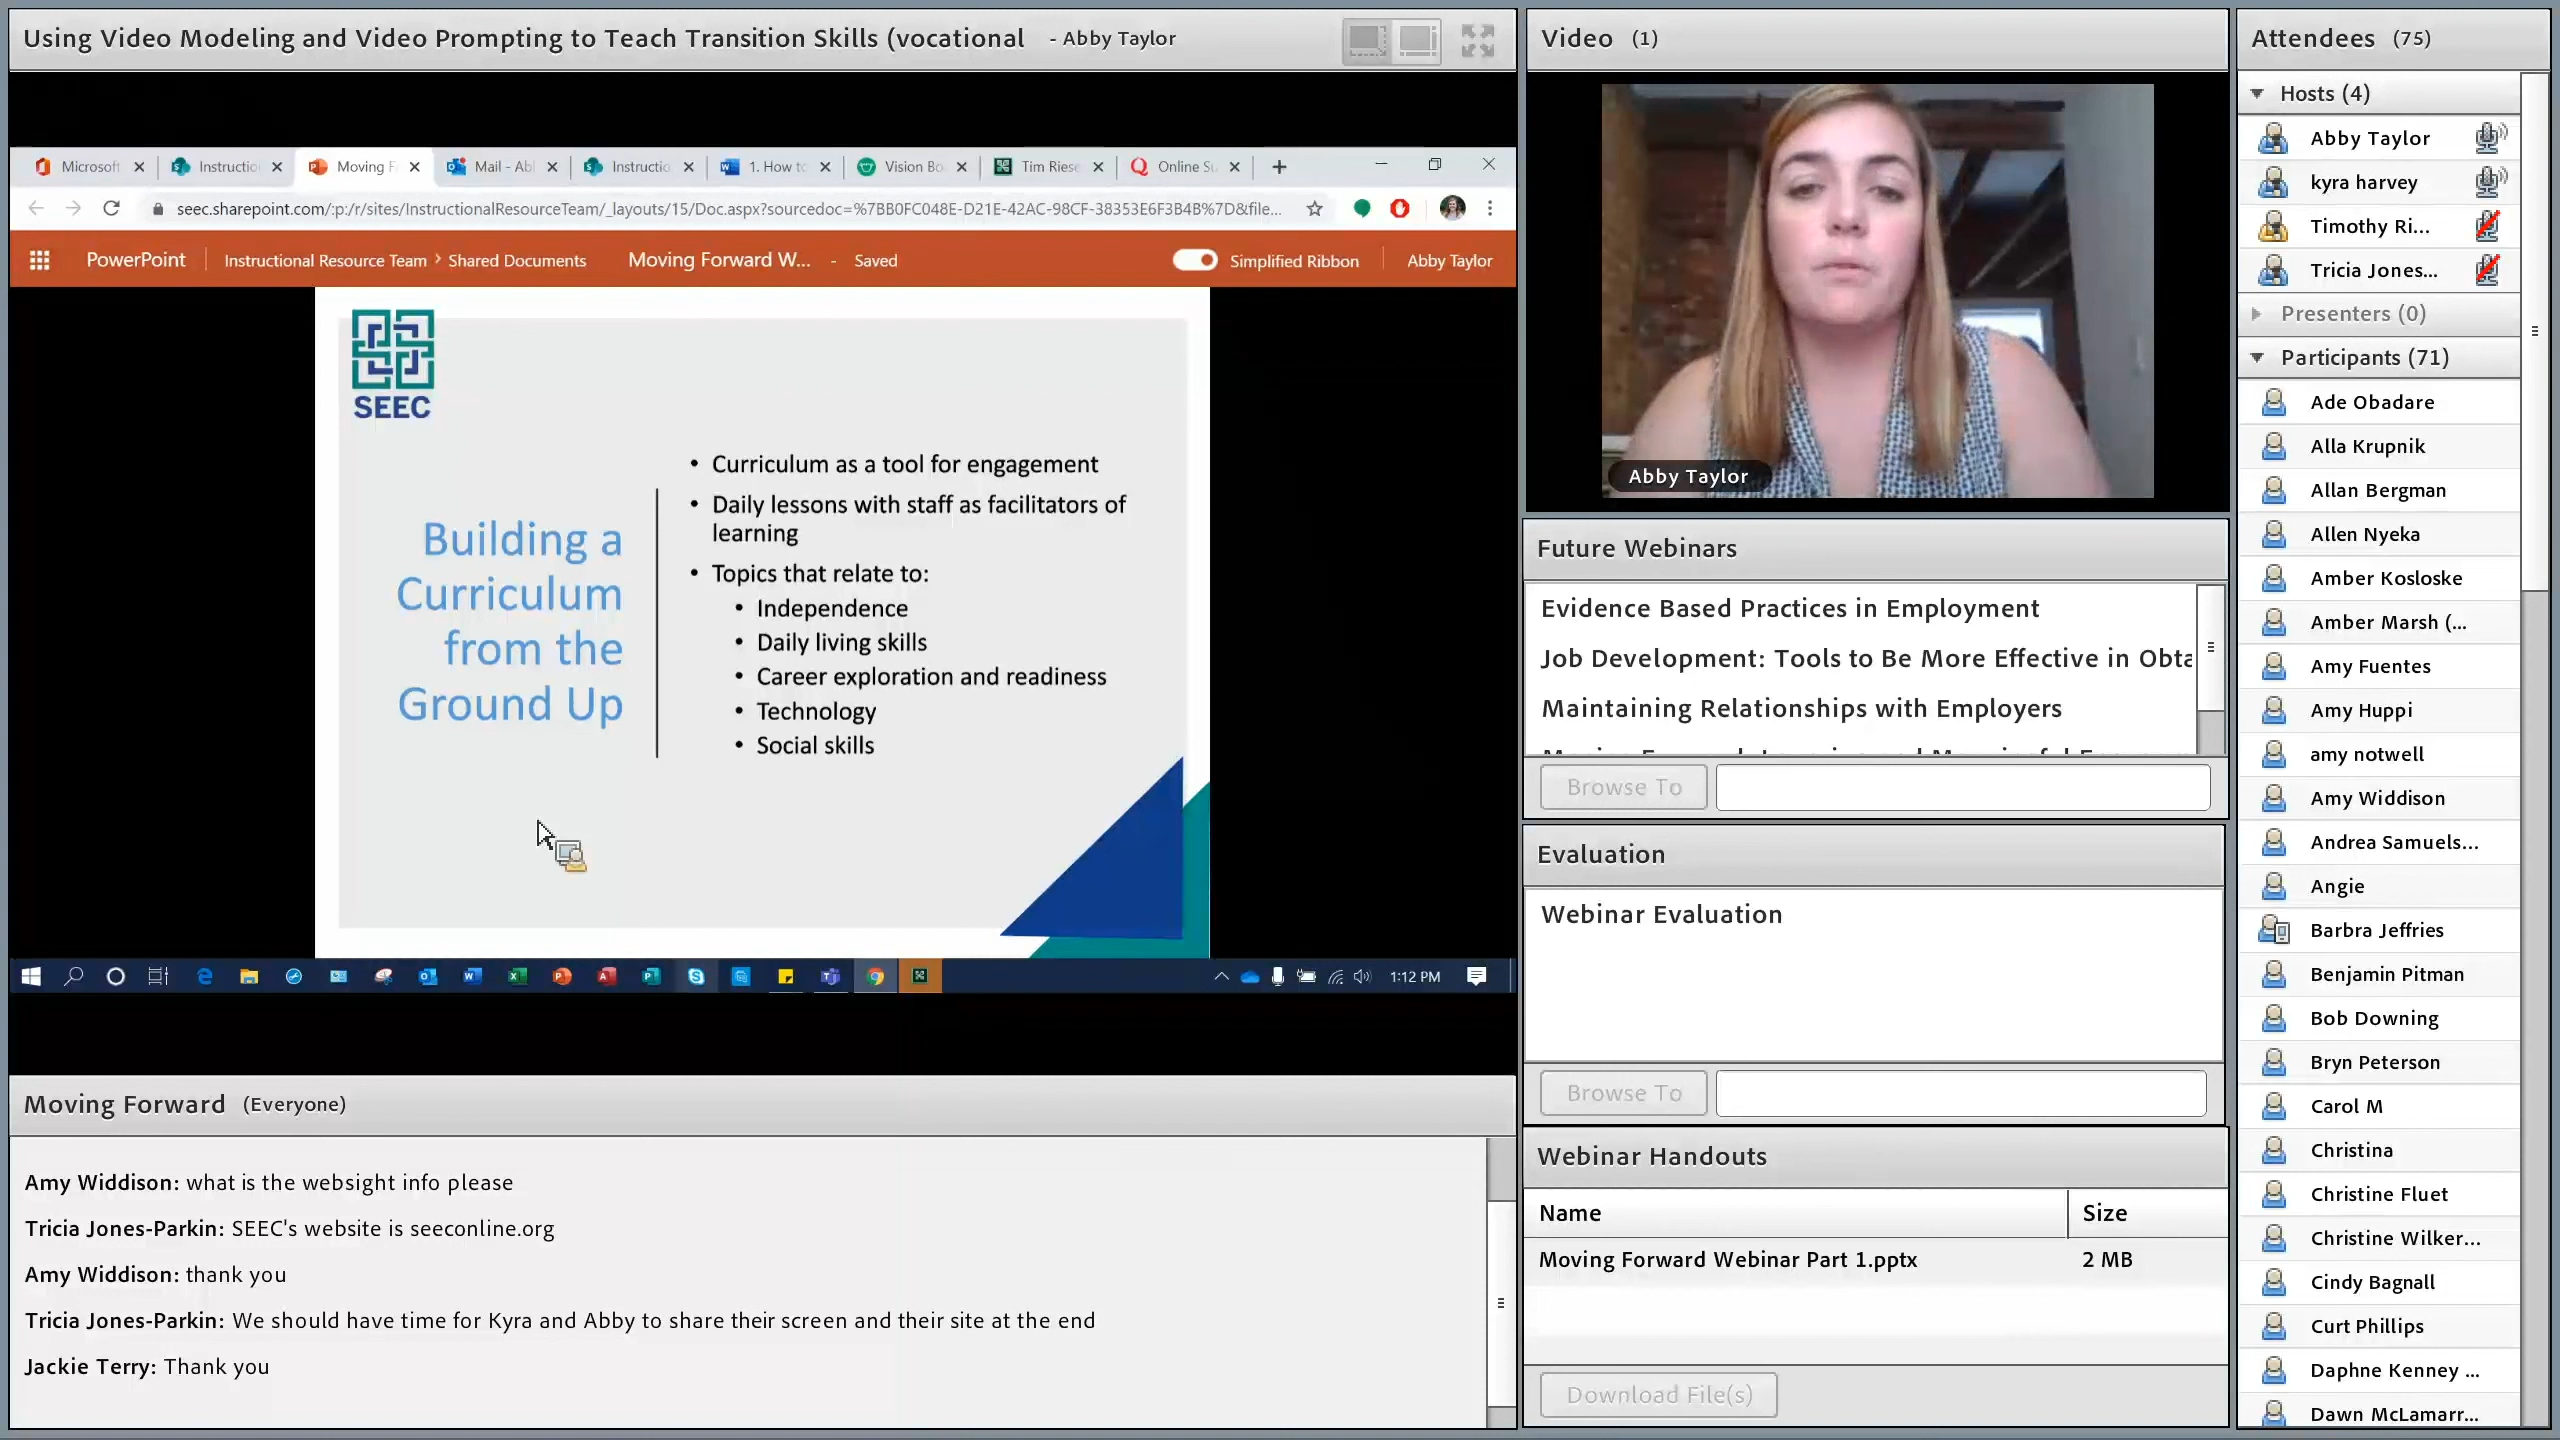 Using Video Modeling and Video Prompting to Teach Transition Skills (vocational - Abby Taylor
Microsoft
Instructio
Moving F
Mail - Ab
Instructio
1. How to
Vision Bo
Tim Riese
Online Su
seec.sharepoint.com/:p:/r/sites/InstructionalResourceTeam/_layouts/15/Doc.aspx?sourcedoc=%7BB0FC048E-D21E-42AC-98CF-38353E6F3B4B%7D&file...
PowerPoint
Instructional Resource Team > Shared Documents
Moving Forward W... - Saved
Simplified Ribbon
Abby Taylor
SEEC
Building a
Curriculum
from the
Ground Up
• Curriculum as a tool for engagement
• Daily lessons with staff as facilitators of
learning
• Topics that relate to:
• Independence
• Daily living skills
• Career exploration and readiness
• Technology
• Social skills
1:12 PM
Moving Forward (Everyone)
Amy Widdison: what is the websight info please
Tricia Jones-Parkin: SEEC's website is seeconline.org
Amy Widdison: thank you
Tricia Jones-Parkin: We should have time for Kyra and Abby to share their screen and their site at the end
Jackie Terry: Thank you
Video (1)
Abby Taylor
Future Webinars
Evidence Based Practices in Employment
Job Development: Tools to Be More Effective in Obta
Maintaining Relationships with Employers
Browse To
Evaluation
Webinar Evaluation
Browse To
Webinar Handouts
Name Size
Moving Forward Webinar Part 1.pptx 2 MB
Download File(s)
Attendees (75)
Hosts (4)
Abby Taylor
kyra harvey
Timothy Ri...
Tricia Jones...
Presenters (0)
Participants (71)
Ade Obadare
Alla Krupnik
Allan Bergman
Allen Nyeka
Amber Kosloske
Amber Marsh (...
Amy Fuentes
Amy Huppi
amy notwell
Amy Widdison
Andrea Samuels...
Angie
Barbra Jeffries
Benjamin Pitman
Bob Downing
Bryn Peterson
Carol M
Christina
Christine Fluet
Christine Wilker...
Cindy Bagnall
Curt Phillips
Daphne Kenney ...
Dawn McLamarr...